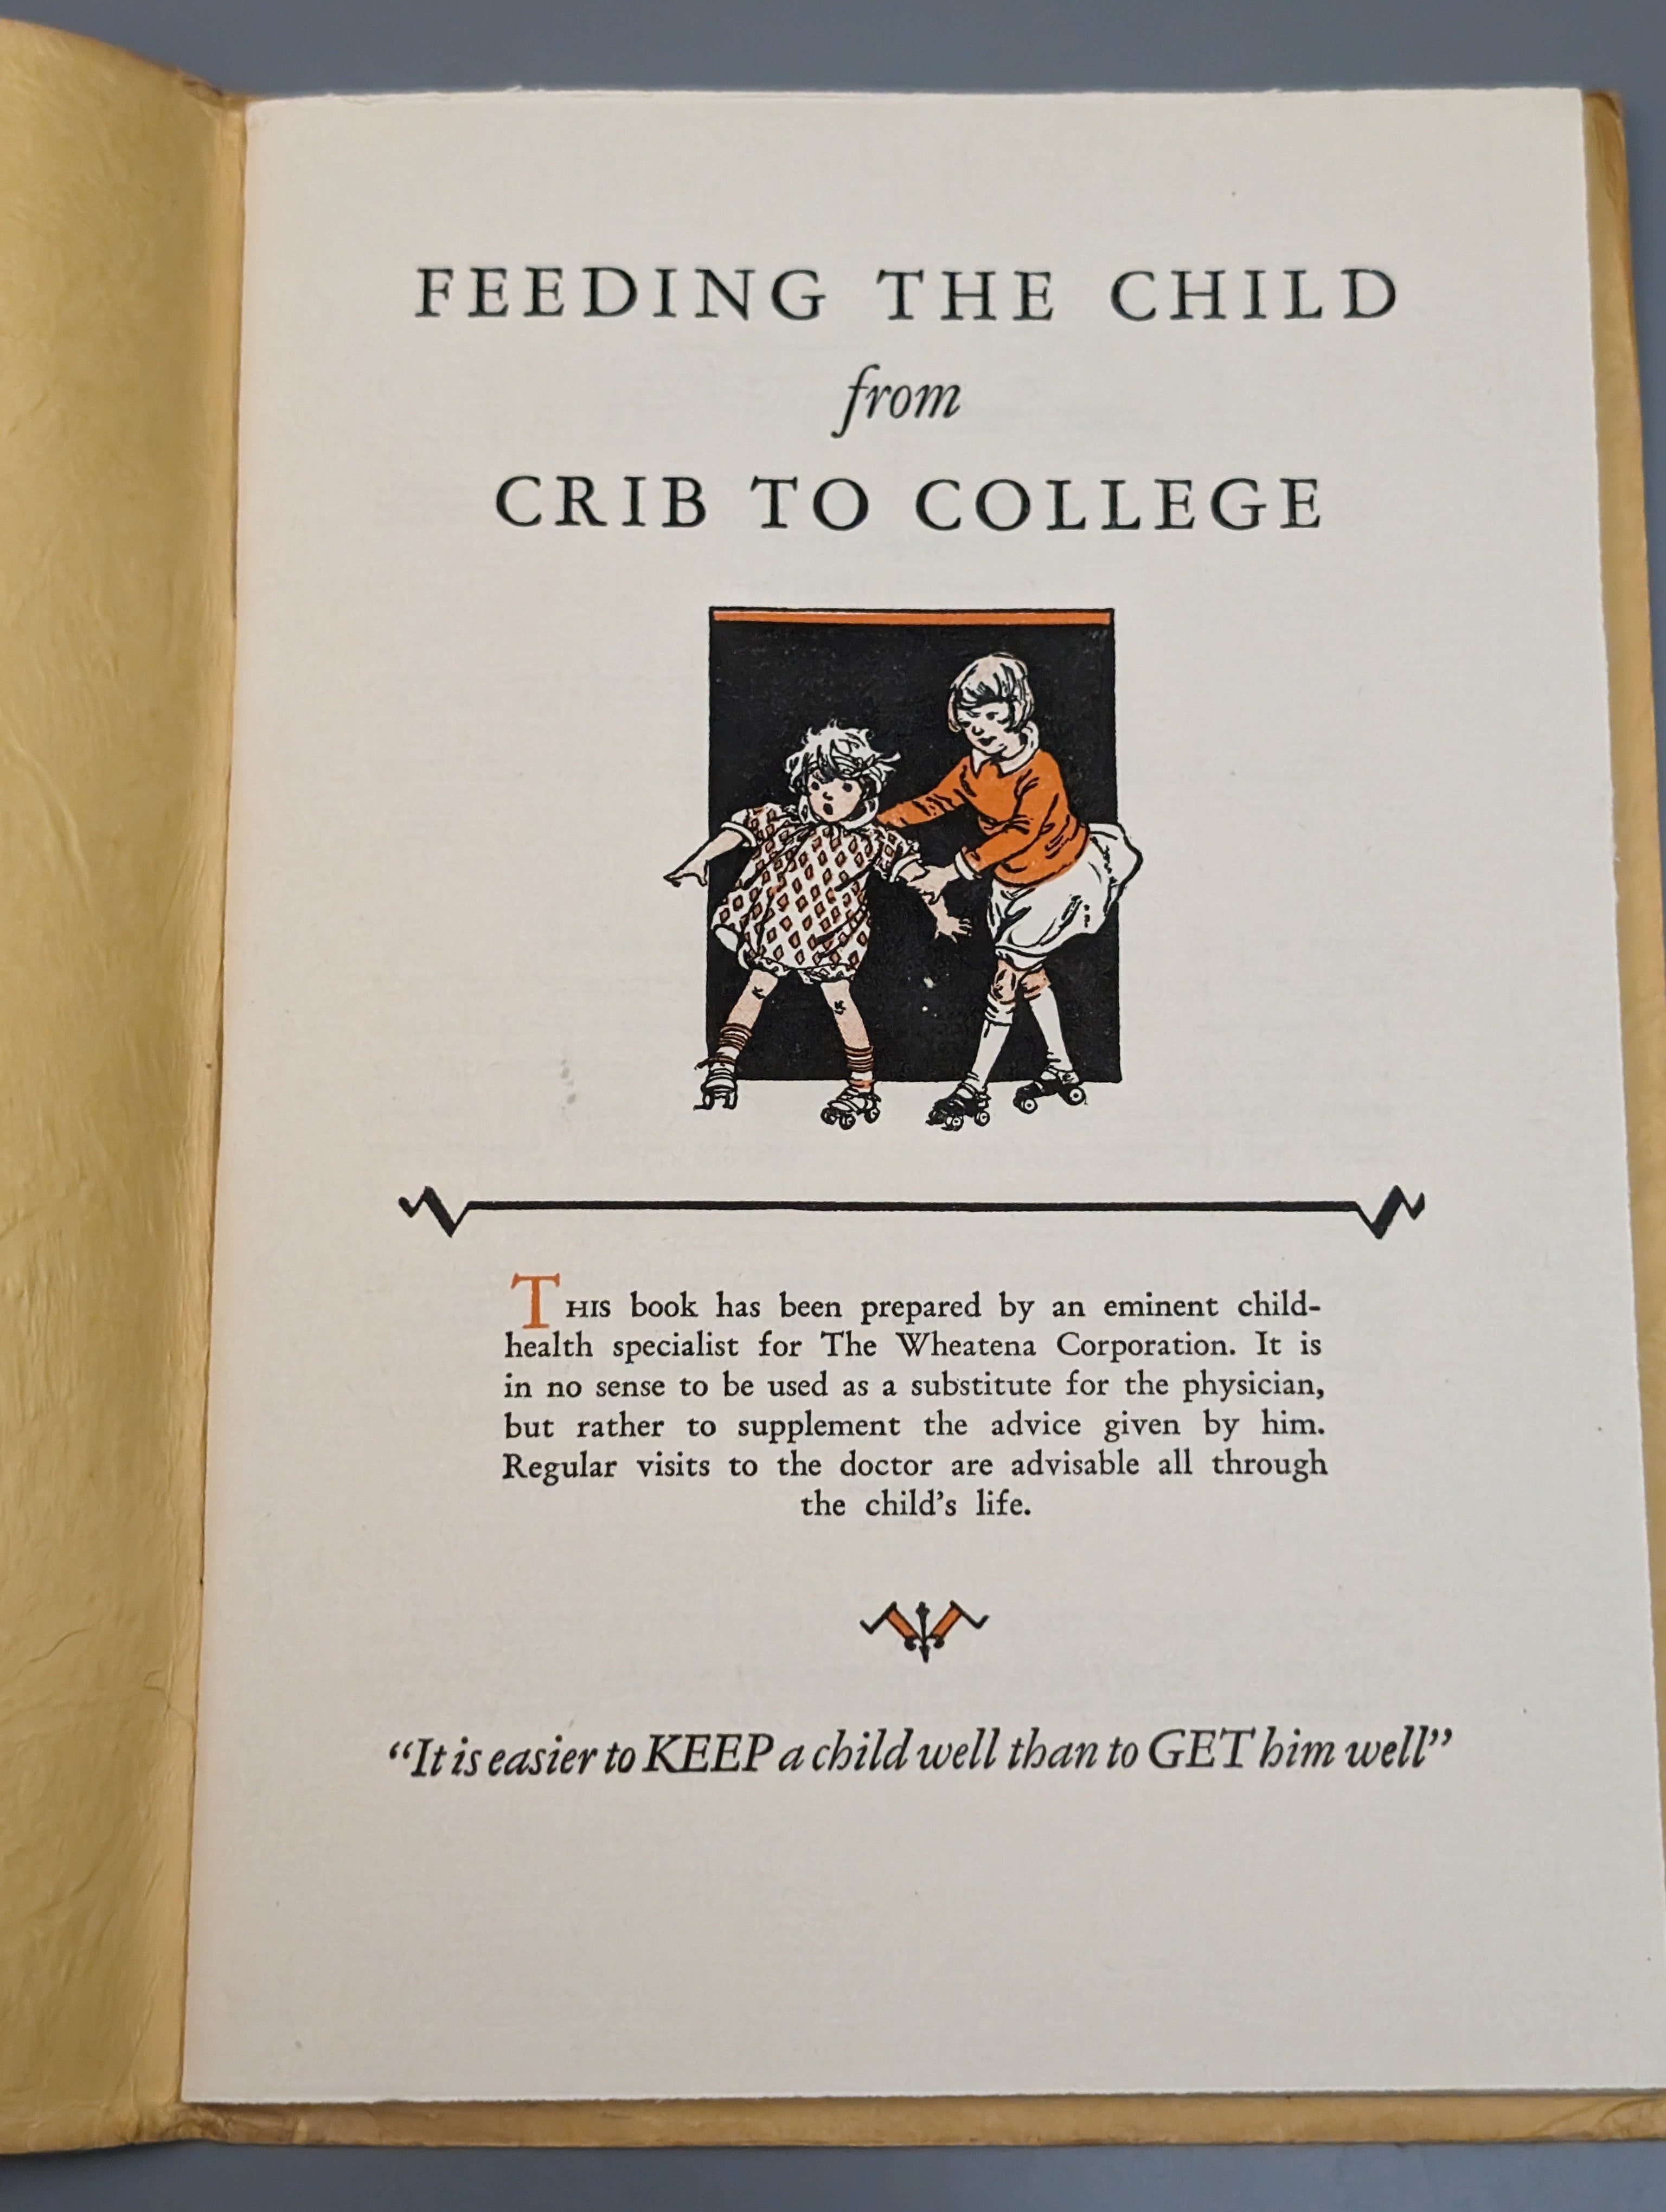 FEEDING THE CHILD
from
CRIB TO COLLEGE
THIS book has been prepared by an eminent child-
health specialist for The Wheatena Corporation. It is
in no sense to be used as a substitute for the physician,
but rather to supplement the advice given by him.
Regular visits to the doctor are advisable all through
the child's life.
“It is easier to KEEP a child well than to GET him well”